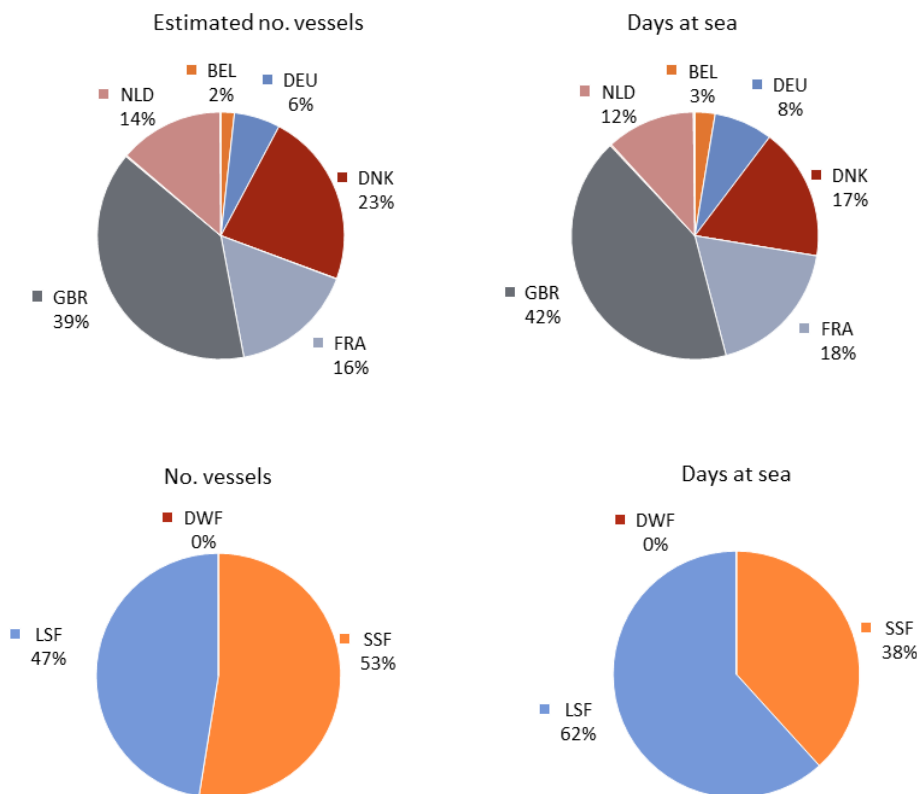 Estimated no. vessels
BEL
2%
DEU
6%
NLD
14%
DNK
23%
GBR
39%
FRA
16%
Days at sea
BEL
3%
DEU
8%
NLD
12%
DNK
17%
GBR
42%
FRA
18%
No. vessels
DWF
0%
LSF
47%
SSF
53%
Days at sea
DWF
0%
SSF
38%
LSF
62%